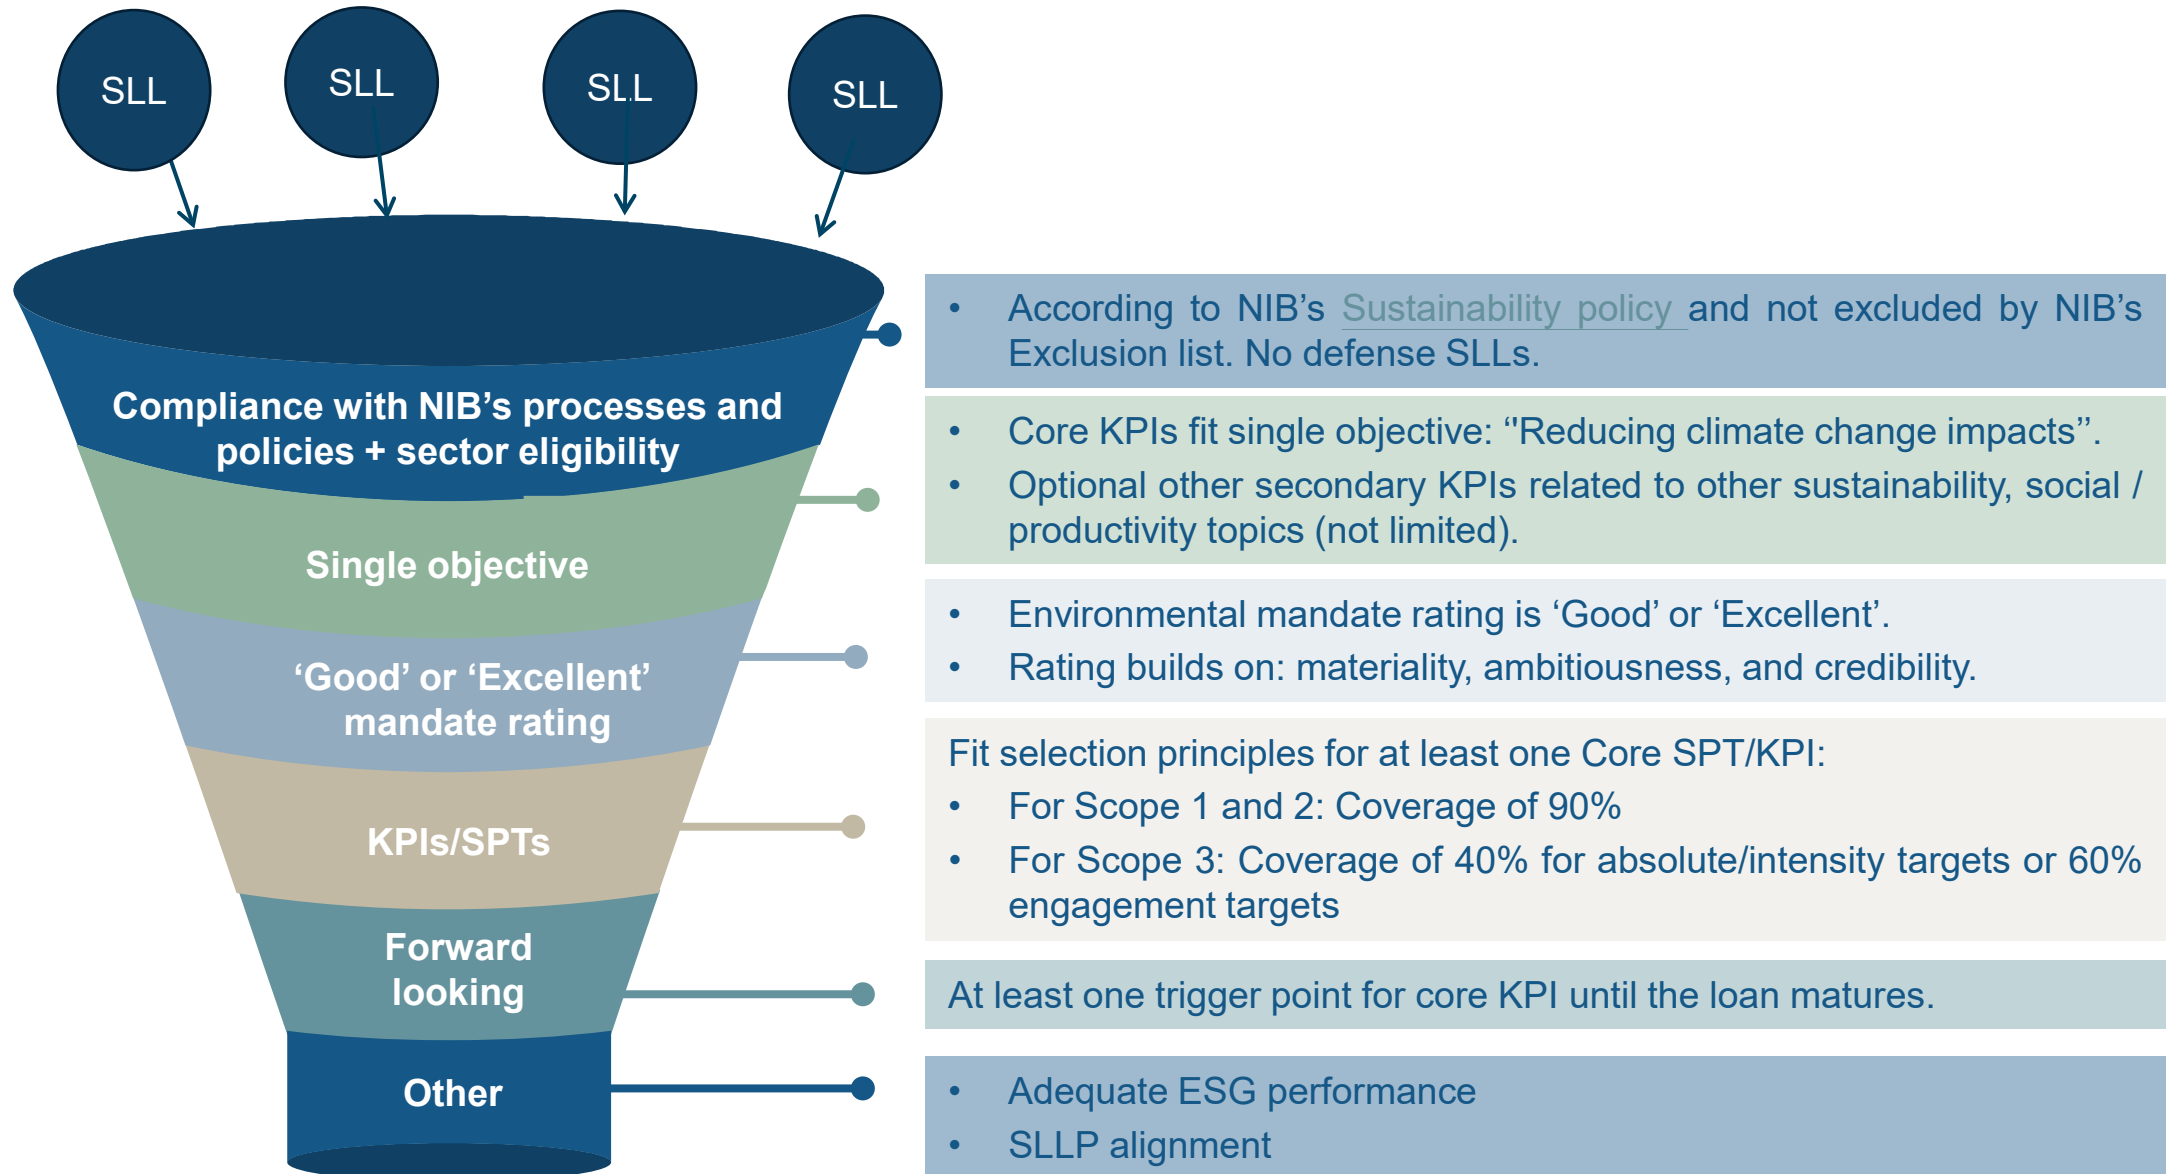 SLL
SLL
SLL
SLL
Compliance with NIB’s processes and
policies + sector eligibility
• According to NIB’s Sustainability policy and not excluded by NIB’s
Exclusion list. No defense SLLs.
Single objective
• Core KPIs fit single objective: ‘‘Reducing climate change impacts’’.
• Optional other secondary KPIs related to other sustainability, social /
productivity topics (not limited).
‘Good’ or ‘Excellent’
mandate rating
• Environmental mandate rating is ‘Good’ or ‘Excellent’.
• Rating builds on: materiality, ambitiousness, and credibility.
KPIs/SPTs
Fit selection principles for at least one Core SPT/KPI:
• For Scope 1 and 2: Coverage of 90%
• For Scope 3: Coverage of 40% for absolute/intensity targets or 60%
engagement targets
Forward
looking
At least one trigger point for core KPI until the loan matures.
Other
• Adequate ESG performance
• SLLP alignment